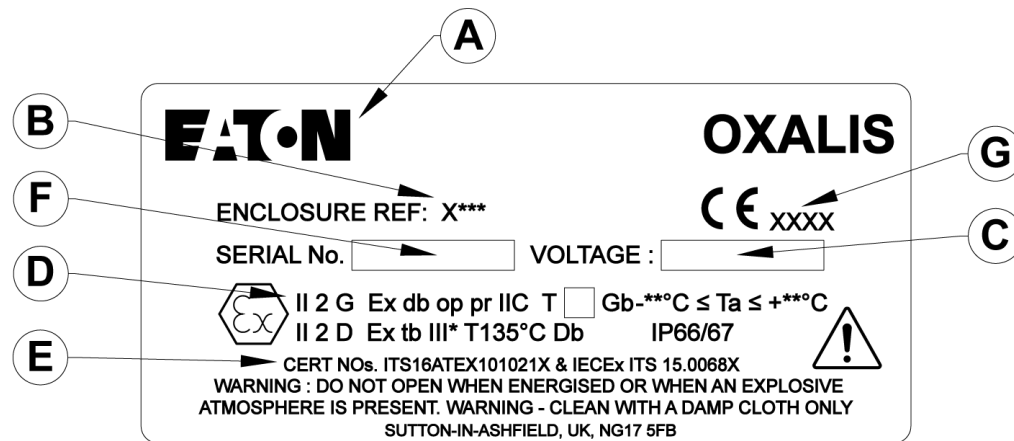 A
B
F
D
E
G
C
EATON
OXALIS
ENCLOSURE REF: X***
CE XXXX
SERIAL No. VOLTAGE :
Ex II 2 G Ex db op pr IIC T Gb-**°C ≤ Ta ≤ +**°C
II 2 D Ex tb III* T135°C Db IP66/67
CERT NOs. ITS16ATEX101021X & IECEx ITS 15.0068X
WARNING : DO NOT OPEN WHEN ENERGISED OR WHEN AN EXPLOSIVE
ATMOSPHERE IS PRESENT. WARNING - CLEAN WITH A DAMP CLOTH ONLY
SUTTON-IN-ASHFIELD, UK, NG17 5FB